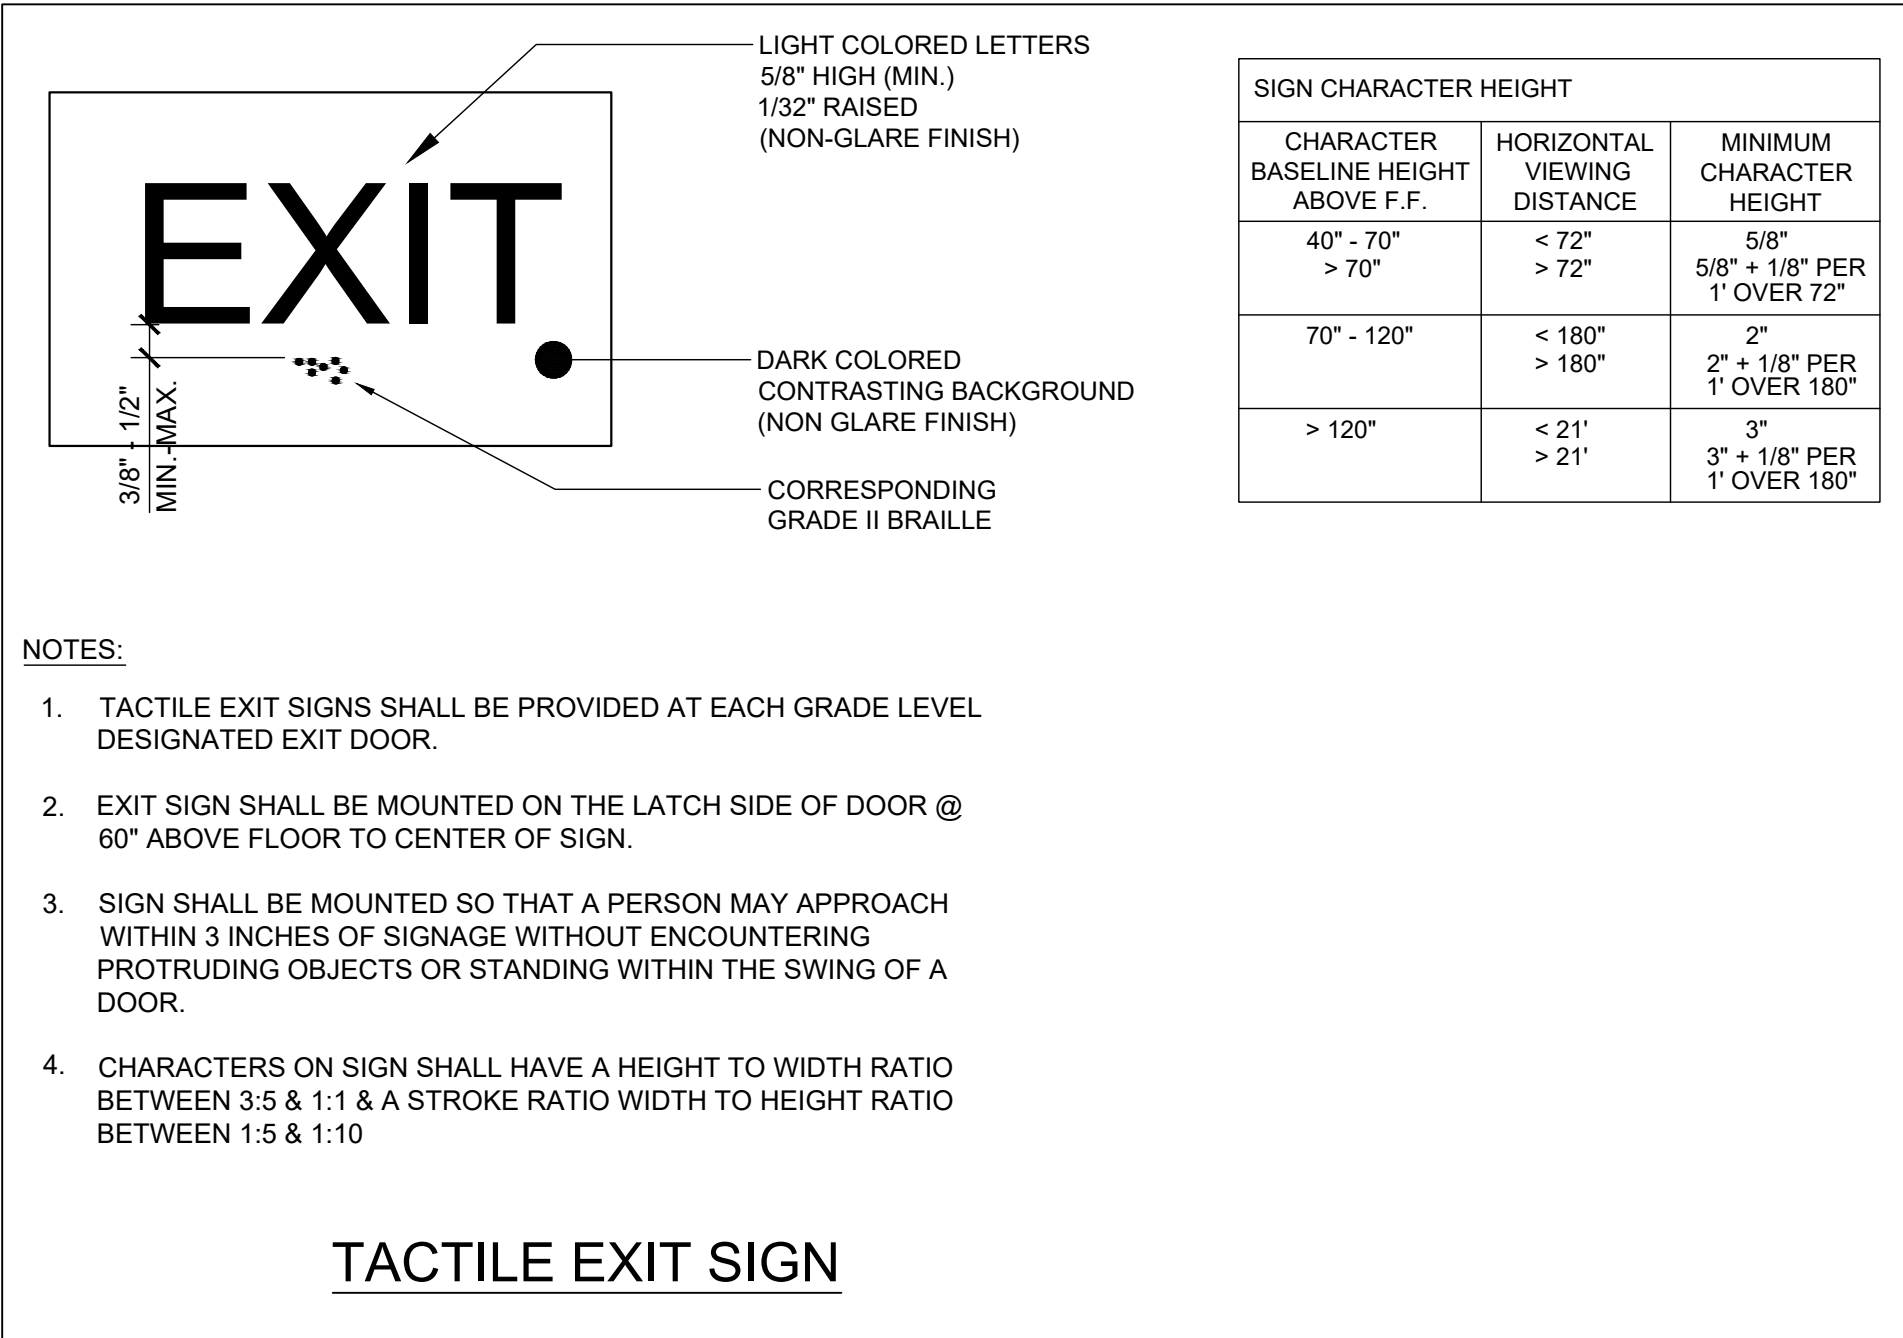 LIGHT COLORED LETTERS
5/8" HIGH (MIN.)
1/32" RAISED
(NON-GLARE FINISH)
EXIT
3/8" - 1/2"
MIN.-MAX.
DARK COLORED
CONTRASTING BACKGROUND
(NON GLARE FINISH)
CORRESPONDING
GRADE II BRAILLE
SIGN CHARACTER HEIGHT
CHARACTER BASELINE HEIGHT ABOVE F.F.
HORIZONTAL VIEWING DISTANCE
MINIMUM CHARACTER HEIGHT
40" - 70" < 72" 5/8"
> 70" > 72" 5/8" + 1/8" PER
1' OVER 72"
70" - 120" < 180" 2"
> 180" 2" + 1/8" PER
1' OVER 180"
> 120" < 21' 3"
> 21' 3" + 1/8" PER
1' OVER 180"
NOTES:
1. TACTILE EXIT SIGNS SHALL BE PROVIDED AT EACH GRADE LEVEL
DESIGNATED EXIT DOOR.
2. EXIT SIGN SHALL BE MOUNTED ON THE LATCH SIDE OF DOOR @
60" ABOVE FLOOR TO CENTER OF SIGN.
3. SIGN SHALL BE MOUNTED SO THAT A PERSON MAY APPROACH
WITHIN 3 INCHES OF SIGNAGE WITHOUT ENCOUNTERING
PROTRUDING OBJECTS OR STANDING WITHIN THE SWING OF A
DOOR.
4. CHARACTERS ON SIGN SHALL HAVE A HEIGHT TO WIDTH RATIO
BETWEEN 3:5 & 1:1 & A STROKE RATIO WIDTH TO HEIGHT RATIO
BETWEEN 1:5 & 1:10
TACTILE EXIT SIGN